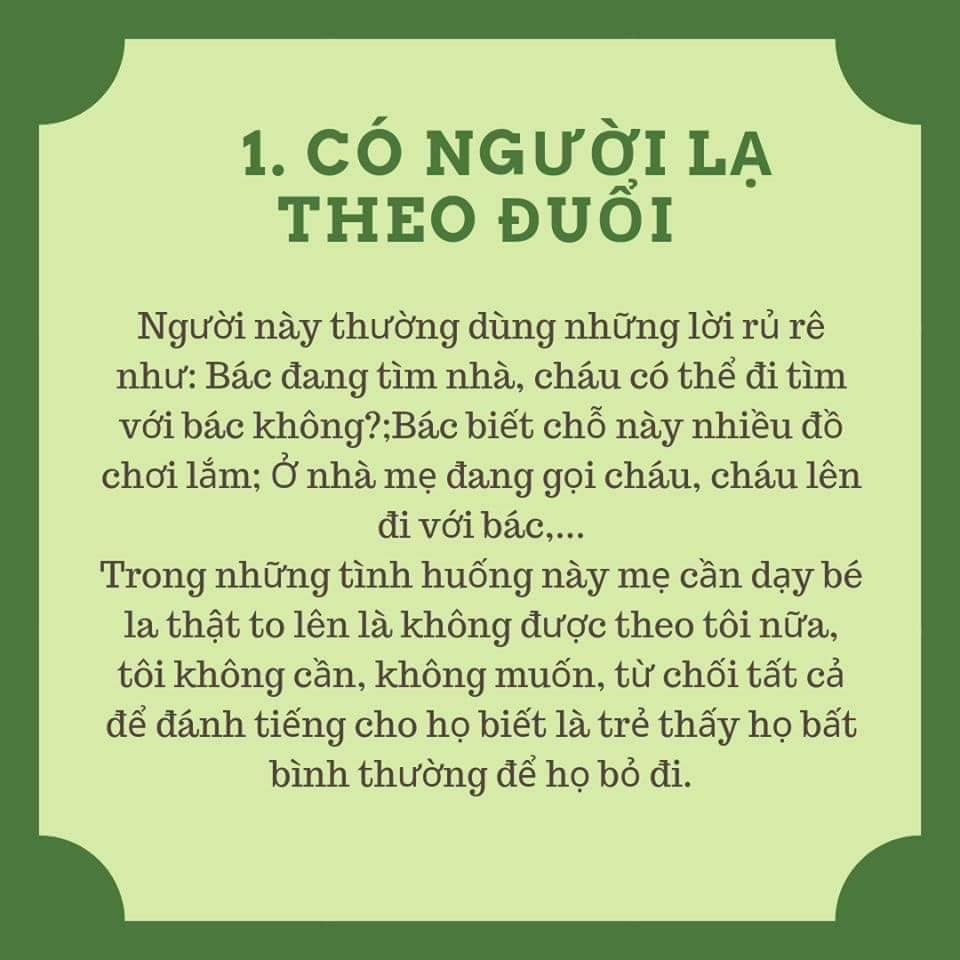 1. CÓ NGƯỜI LẠ
THEO ĐUỔI
Người này thường dùng những lời rủ rê
như: Bác đang tìm nhà, cháu có thể đi tìm
với bác không?;Bác biết chỗ này nhiều đồ
chơi lắm; Ở nhà mẹ đang gọi cháu, cháu lên
đi với bác,...
Trong những tình huống này mẹ cần dạy bé
la thật to lên là không được theo tôi nữa,
tôi không cần, không muốn, từ chối tất cả
để đánh tiếng cho họ biết là trẻ thấy họ bất
bình thường để họ bỏ đi.